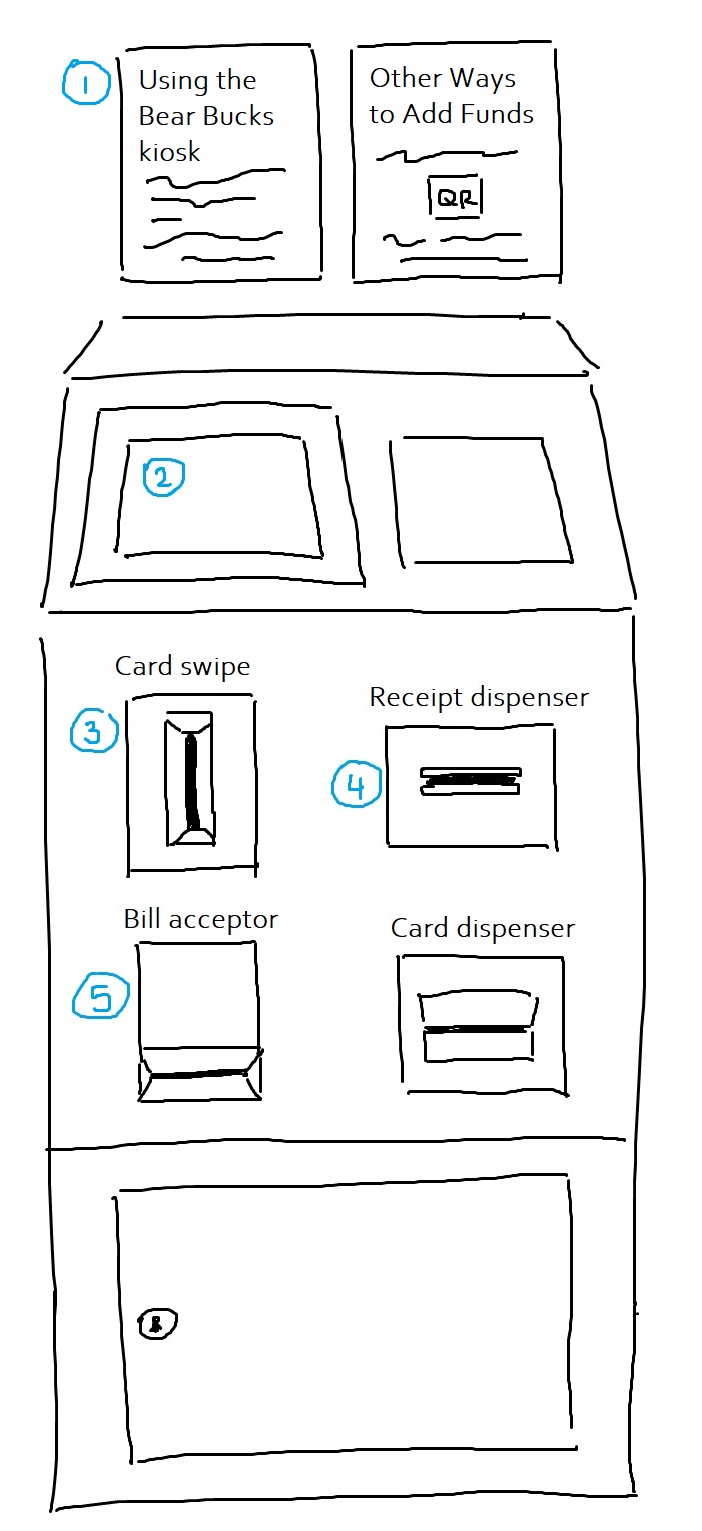 1
Using the
Bear Bucks
kiosk
Other Ways
to Add Funds
QR
2
Card swipe
3
Receipt dispenser
4
Bill acceptor
5
Card dispenser